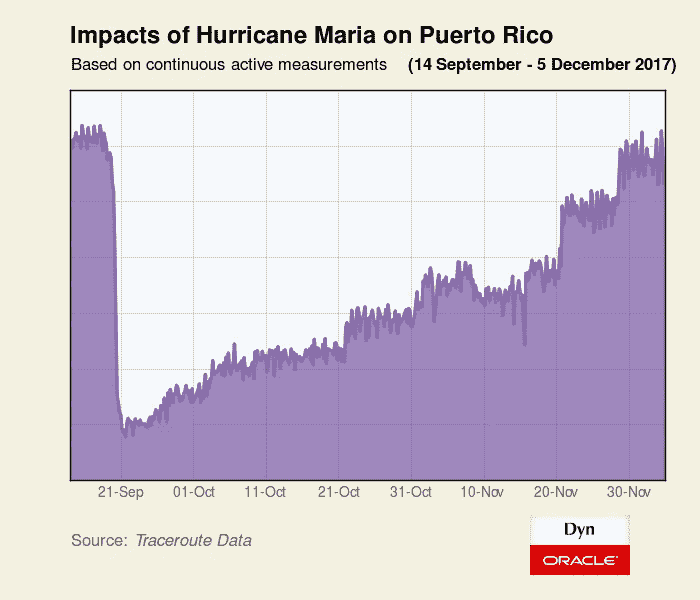 Impacts of Hurricane Maria on Puerto Rico
Based on continuous active measurements (14 September - 5 December 2017)
21-Sep 01-Oct 11-Oct 21-Oct 31-Oct 10-Nov 20-Nov 30-Nov
Source: Traceroute Data
Dyn
ORACLE